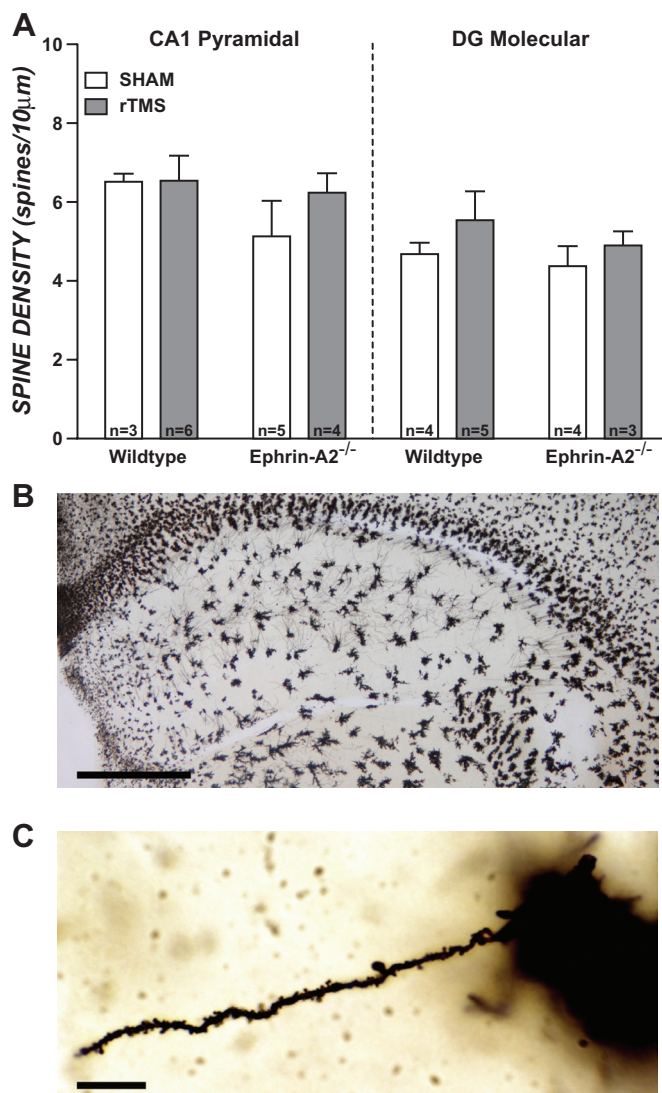 A
CA1 Pyramidal
DG Molecular
SHAM
rTMS
SPINE DENSITY (spines/10μm)
10
8
6
4
2
0
n=3
n=6
n=5
n=4
n=4
n=5
n=4
n=3
Wildtype
Ephrin-A2⁻/⁻
Wildtype
Ephrin-A2⁻/⁻
B
C